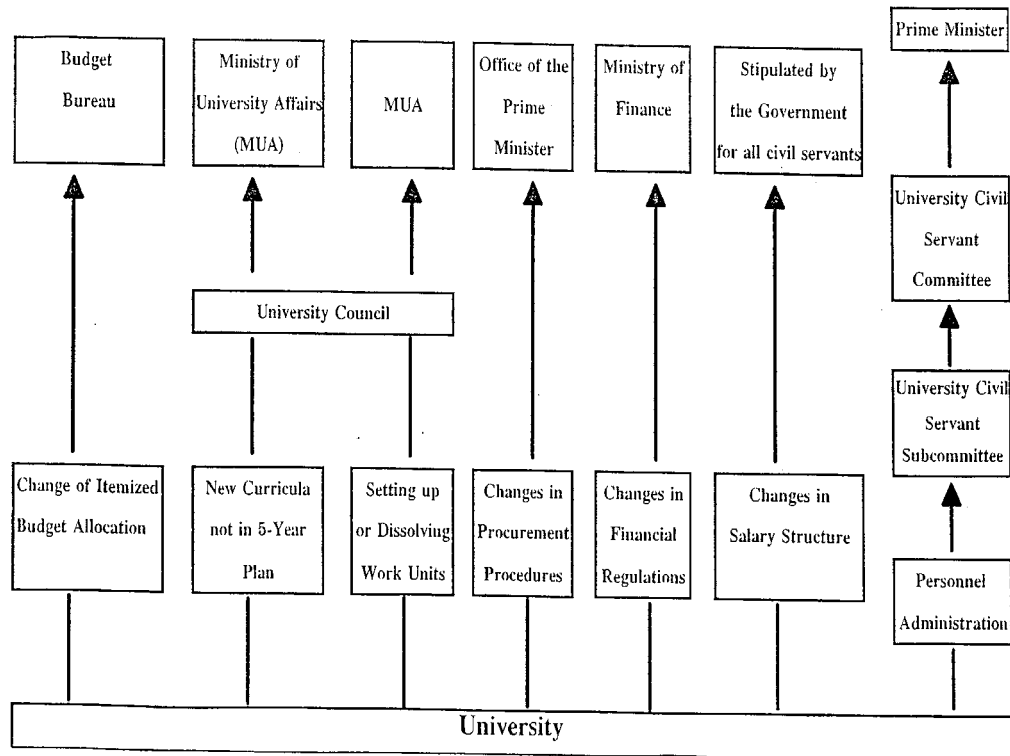 Prime Minister
Budget
Bureau
Ministry of
University Affairs
(MUA)
MUA
Office of the
Prime
Minister
Ministry of
Finance
Stipulated by
the Government
for all civil servants
University Civil
Servant
Committee
University Council
University Civil
Servant
Subcommittee
Change of Itemized
Budget Allocation
New Curricula
not in 5-Year
Plan
Setting up
or Dissolving
Work Units
Changes in
Procurement
Procedures
Changes in
Financial
Regulations
Changes in
Salary Structure
Personnel
Administration
University